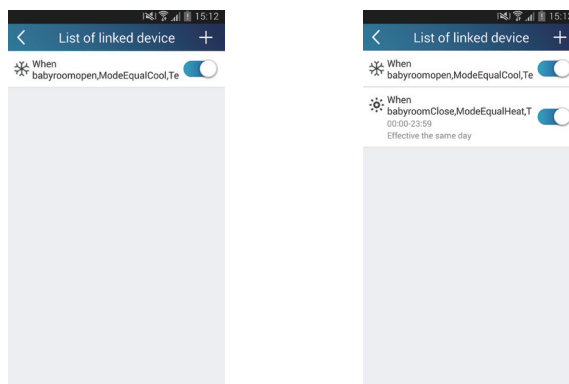 15:12
List of linked device
When
babyroomopen,ModeEqualCool,Te
15:12
List of linked device
When
babyroomopen,ModeEqualCool,Te
When
babyroomClose,ModeEqualHeat,T
00:00-23:59
Effective the same day